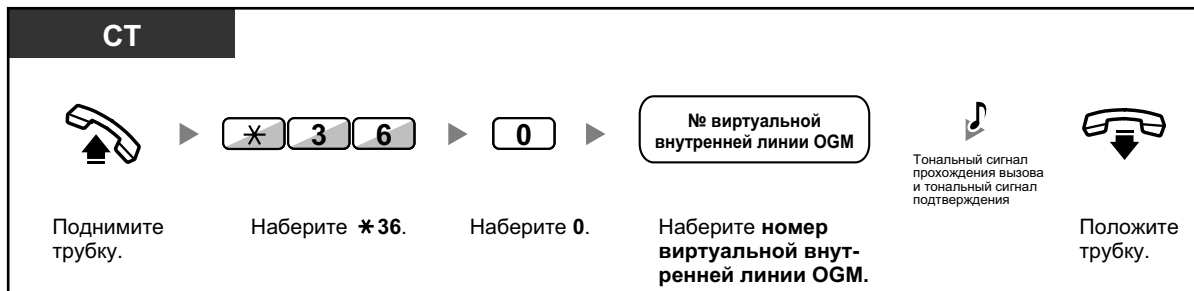 СТ
✱ 3 6
0
№ виртуальной
внутренней линии OGM
Тональный сигнал
прохождения вызова
и тональный сигнал
подтверждения
Поднимите
трубку.
Наберите ✱36.
Наберите 0.
Наберите номер
виртуальной внут-
ренней линии OGM.
Положите
трубку.